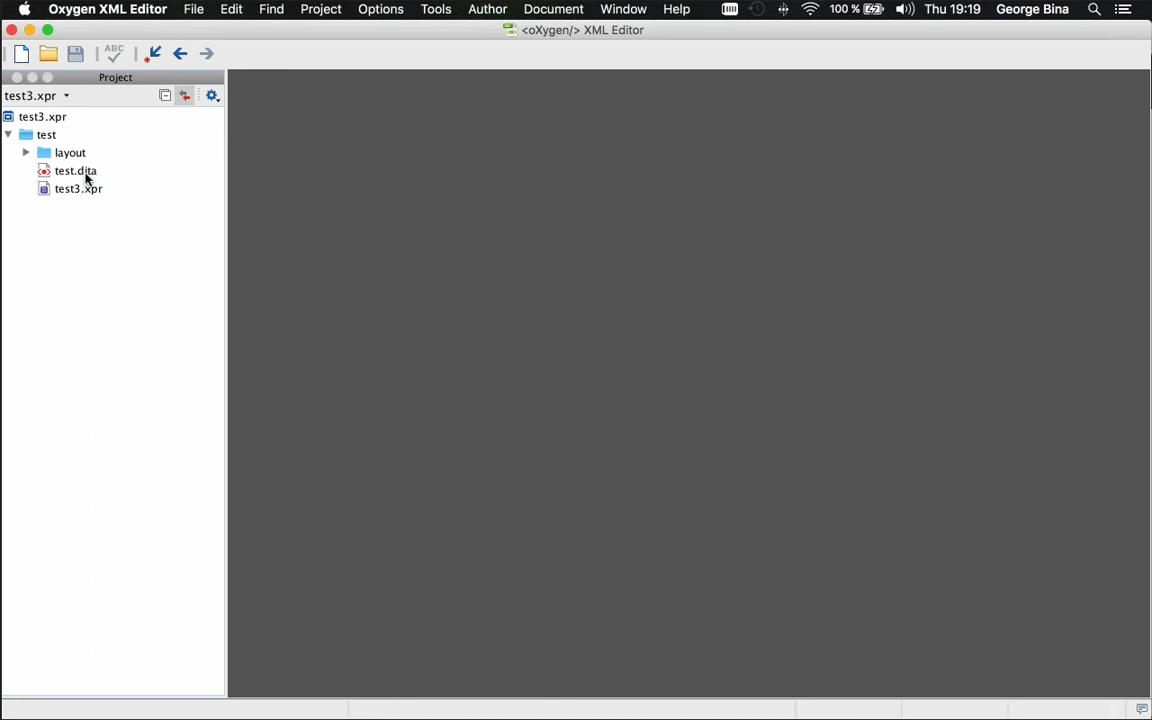 Oxygen XML Editor File Edit Find Project Options Tools Author Document Window Help 100 % Thu 19:19 George Bina
<oXygen/> XML Editor
ABC
Project
test3.xpr
test3.xpr
test
layout
test.dita
test3.xpr